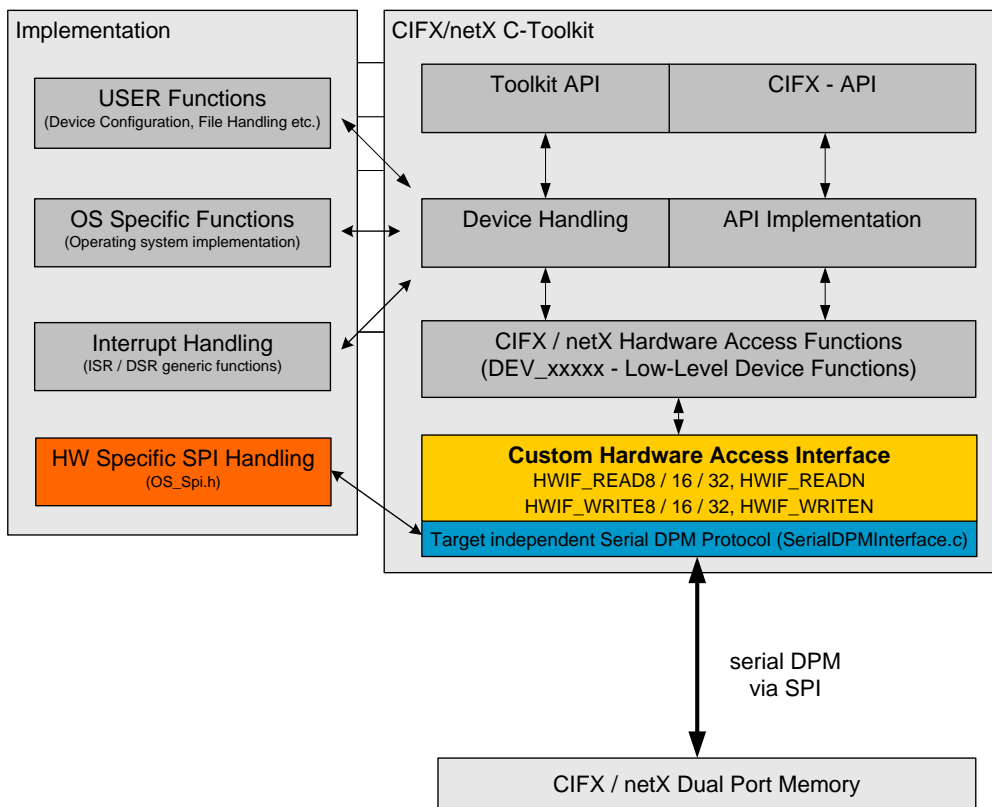 Implementation
USER Functions
(Device Configuration, File Handling etc.)
OS Specific Functions
(Operating system implementation)
Interrupt Handling
(ISR / DSR generic functions)
HW Specific SPI Handling
(OS_Spi.h)
CIFX/netX C-Toolkit
Toolkit API
CIFX - API
Device Handling
API Implementation
CIFX / netX Hardware Access Functions
(DEV_xxxxx - Low-Level Device Functions)
Custom Hardware Access Interface
HWIF_READ8 / 16 / 32, HWIF_READN
HWIF_WRITE8 / 16 / 32, HWIF_WRITEN
Target independent Serial DPM Protocol (SerialDPMInterface.c)
serial DPM
via SPI
CIFX / netX Dual Port Memory